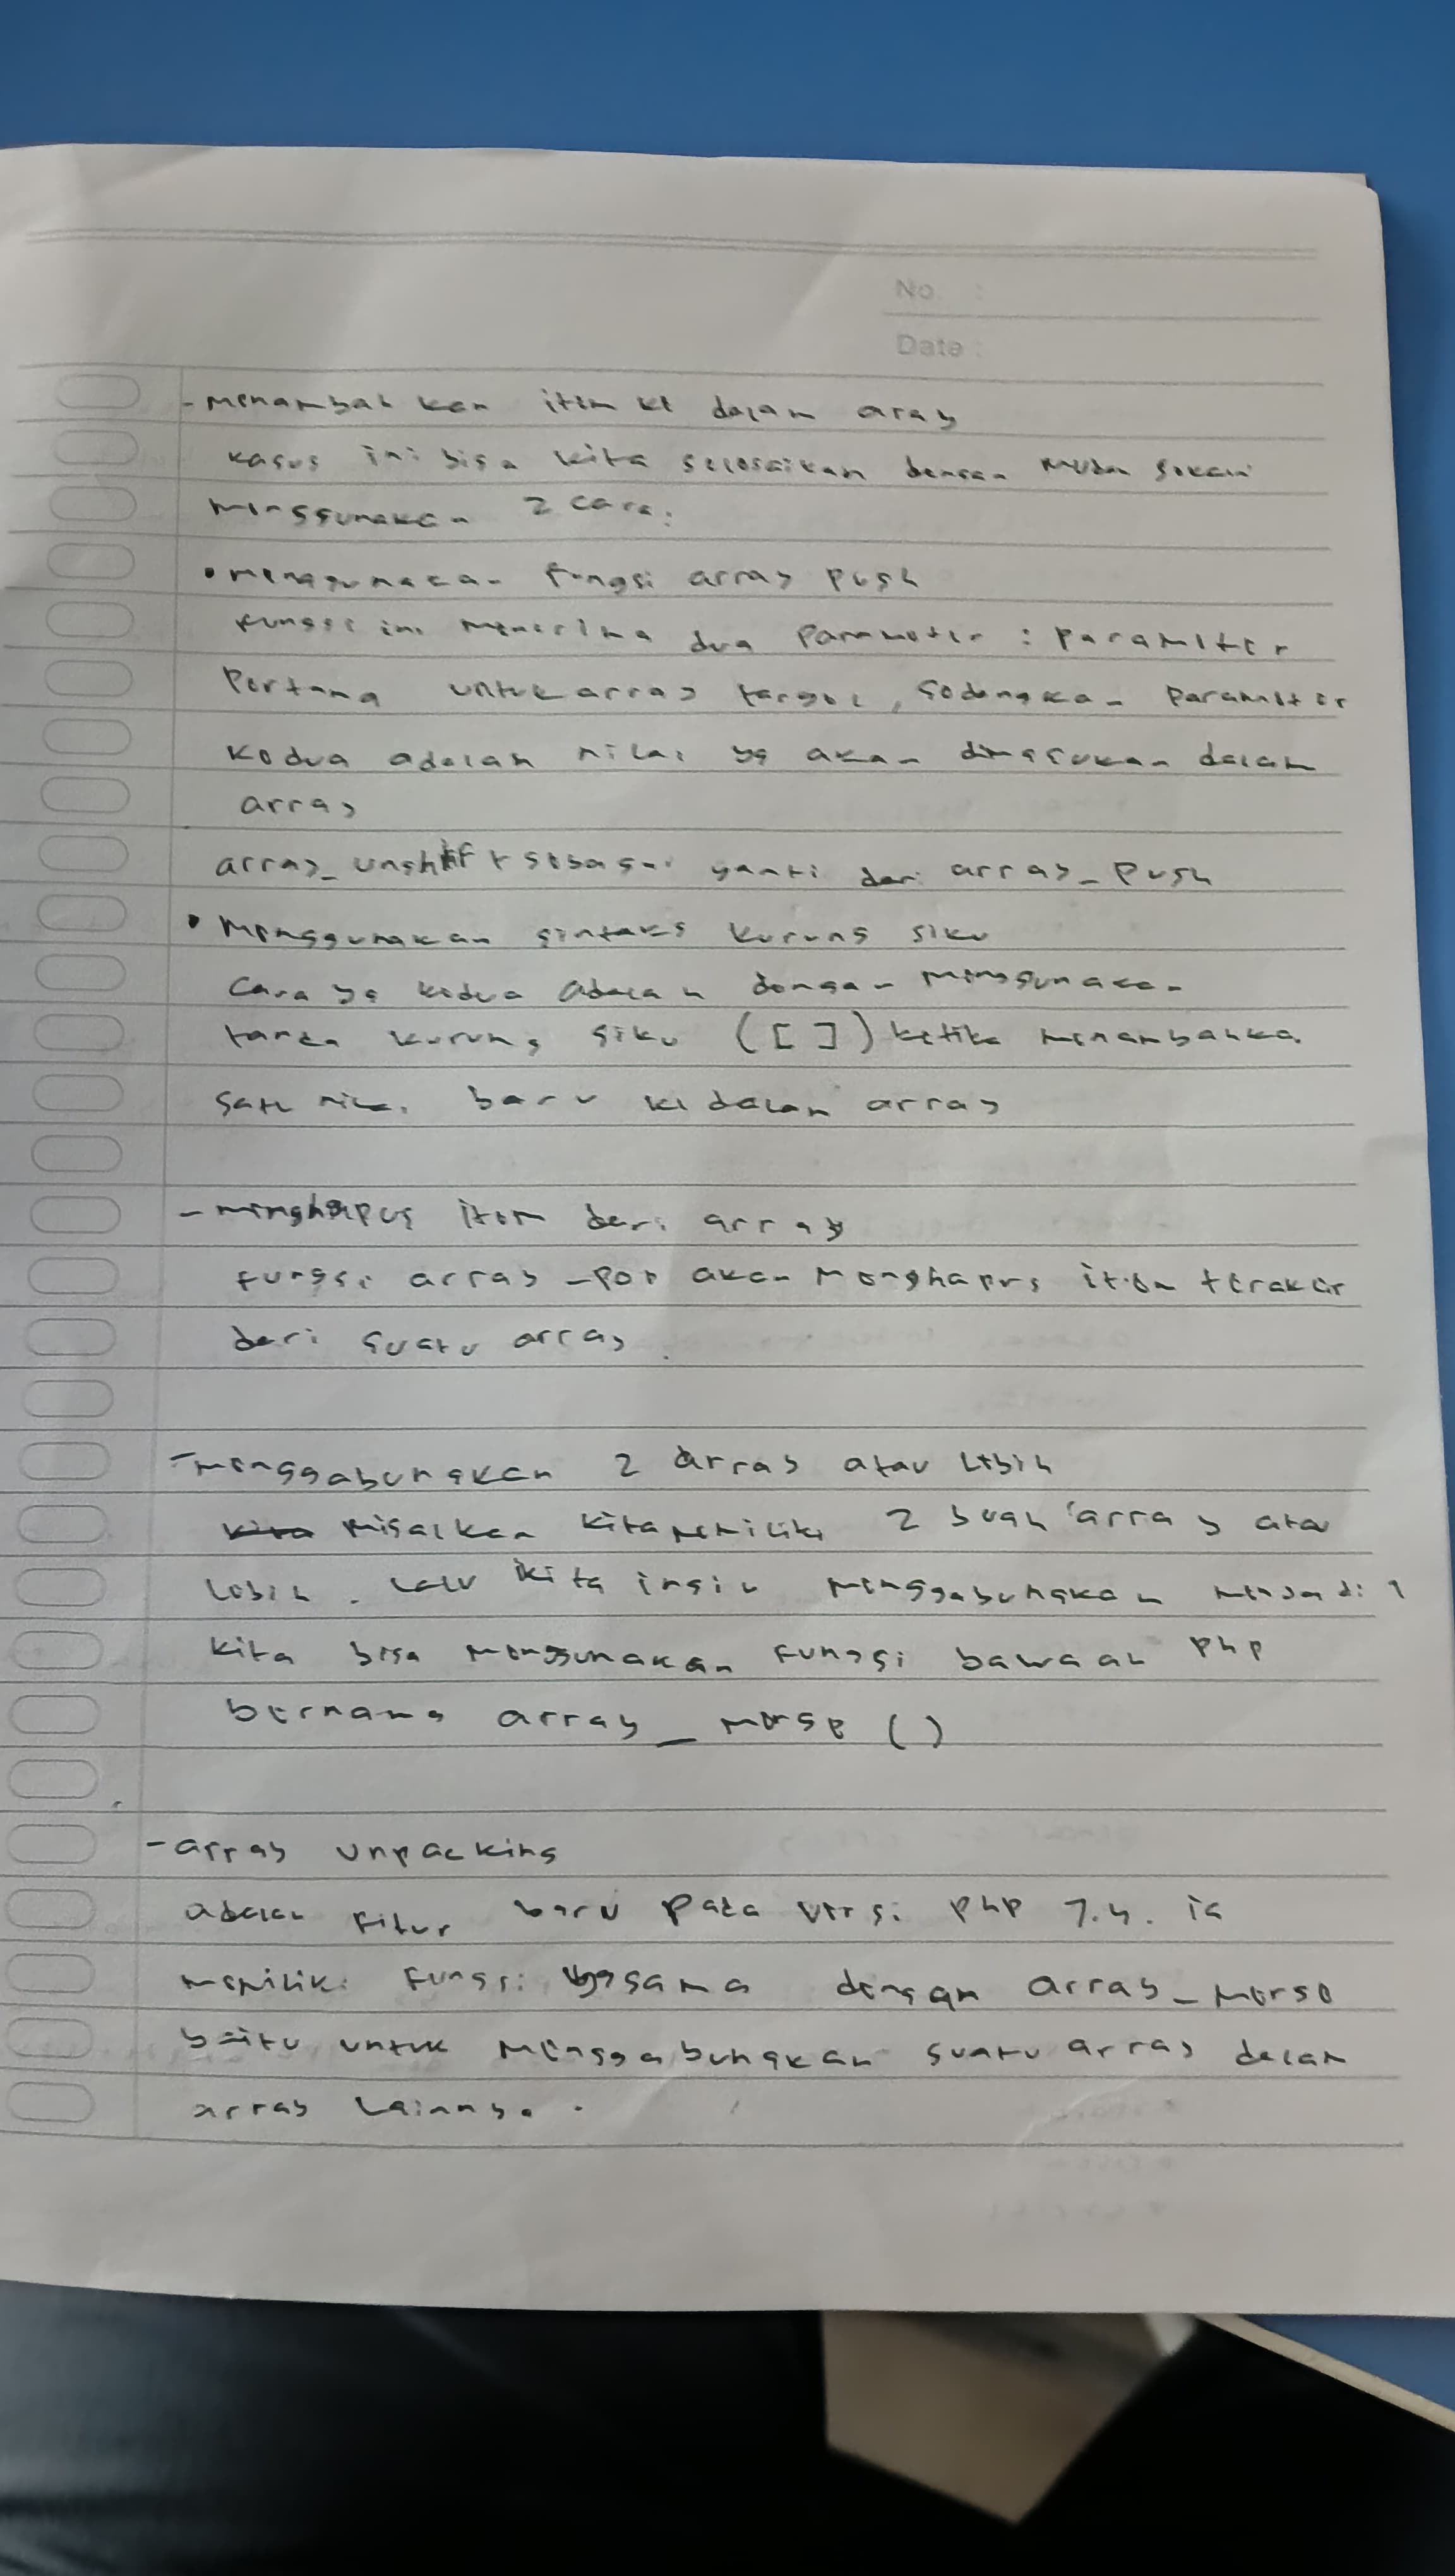 No :
Date :
- menambahkan item ke dalam aray
kasus ini bisa kita selesaikan dengan mudah sekali
menggunakan 2 cara:
• menggunakan fungsi array push
fungsi ini menerima dua parameter : parameter
pertama untuk array target, sedangkan parameter
kedua adalah nilai yg akan dimasukan dalam
array
array_unshift sebagai ganti dari array_push
• Menggunakan sintaks kurung siku
cara yg kedua adalah dengan menggunakan
tanda kurung siku ([ ]) ketika menambahkan
satu nilai baru ke dalam array
- menghapus item dari array
fungsi array_pop akan menghapus item terakir
dari suatu array
- menggabungkan 2 array atau lebih
kita misalkan kita memiliki 2 buah array atau
lebih. lalu kita ingin menggabungkan menjadi 1
kita bisa menggunakan fungsi bawaan php
bernama array_merge ()
- array unpacking
adalah fitur baru pada versi php 7.4. ia
memiliki fungsi yg sama dengan array_merge
yaitu untuk menggabungkan suatu array dalam
array lainnya.